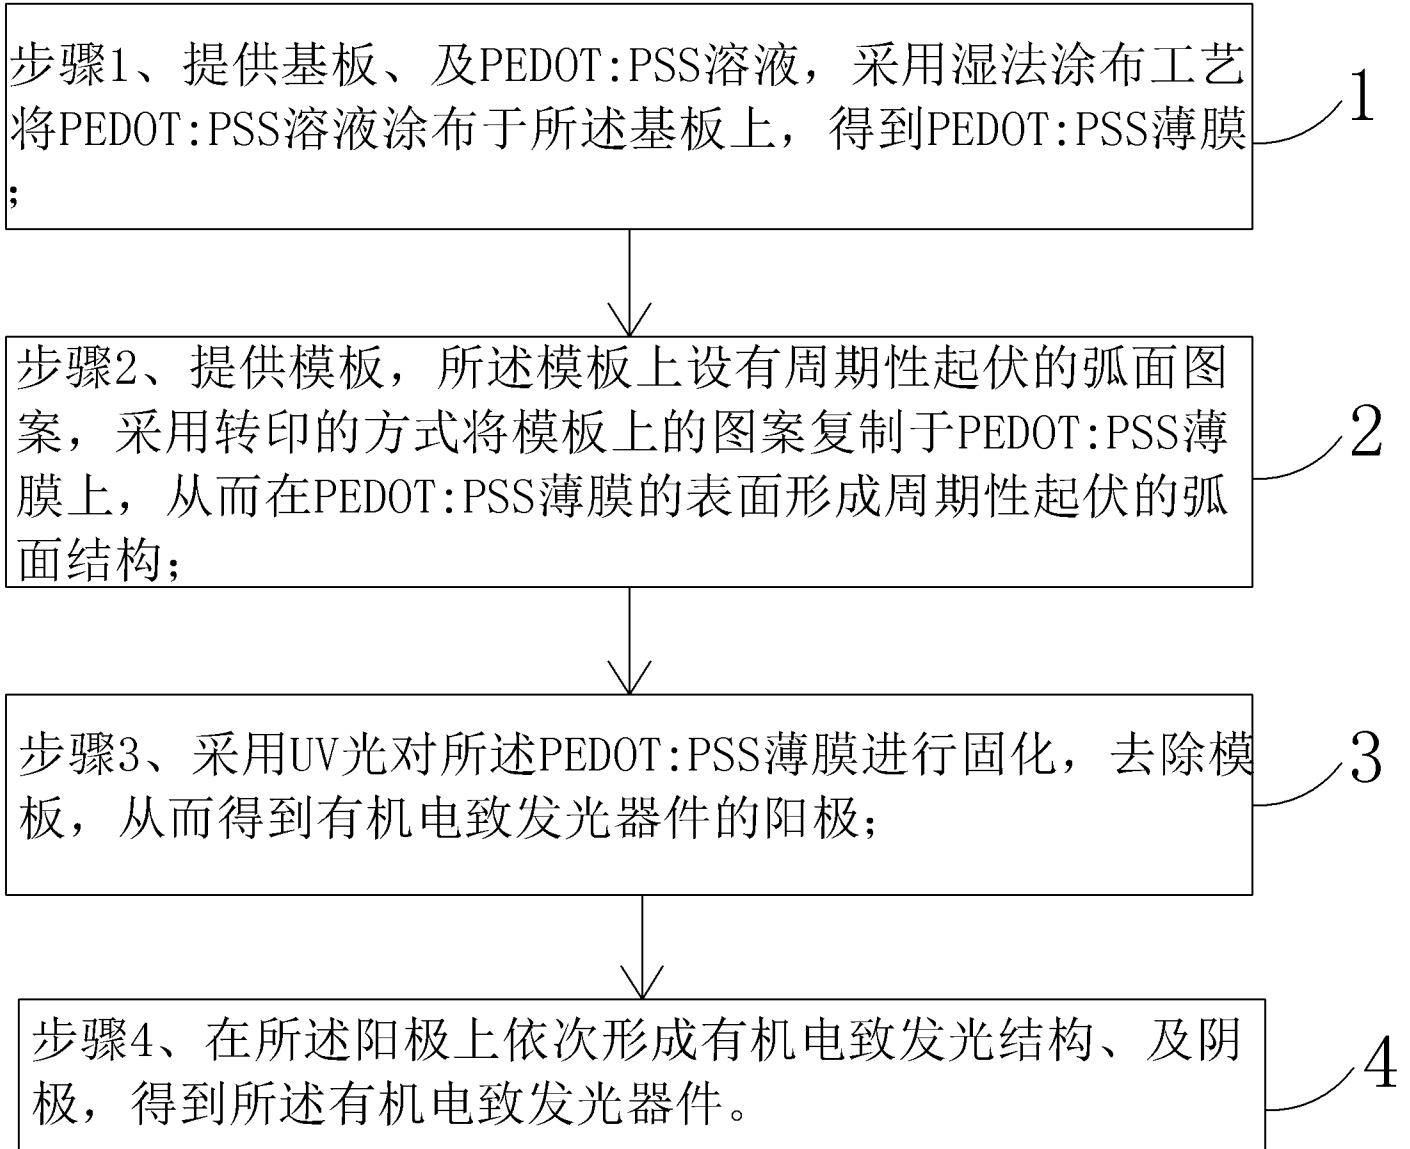 步骤1、提供基板、及PEDOT:PSS溶液，采用湿法涂布工艺
将PEDOT:PSS溶液涂布于所述基板上，得到PEDOT:PSS薄膜
；
1
步骤2、提供模板，所述模板上设有周期性起伏的弧面图
案，采用转印的方式将模板上的图案复制于PEDOT:PSS薄
膜上，从而在PEDOT:PSS薄膜的表面形成周期性起伏的弧
面结构；
2
步骤3、采用UV光对所述PEDOT:PSS薄膜进行固化，去除模
板，从而得到有机电致发光器件的阳极；
3
步骤4、在所述阳极上依次形成有机电致发光结构、及阴
极，得到所述有机电致发光器件。
4